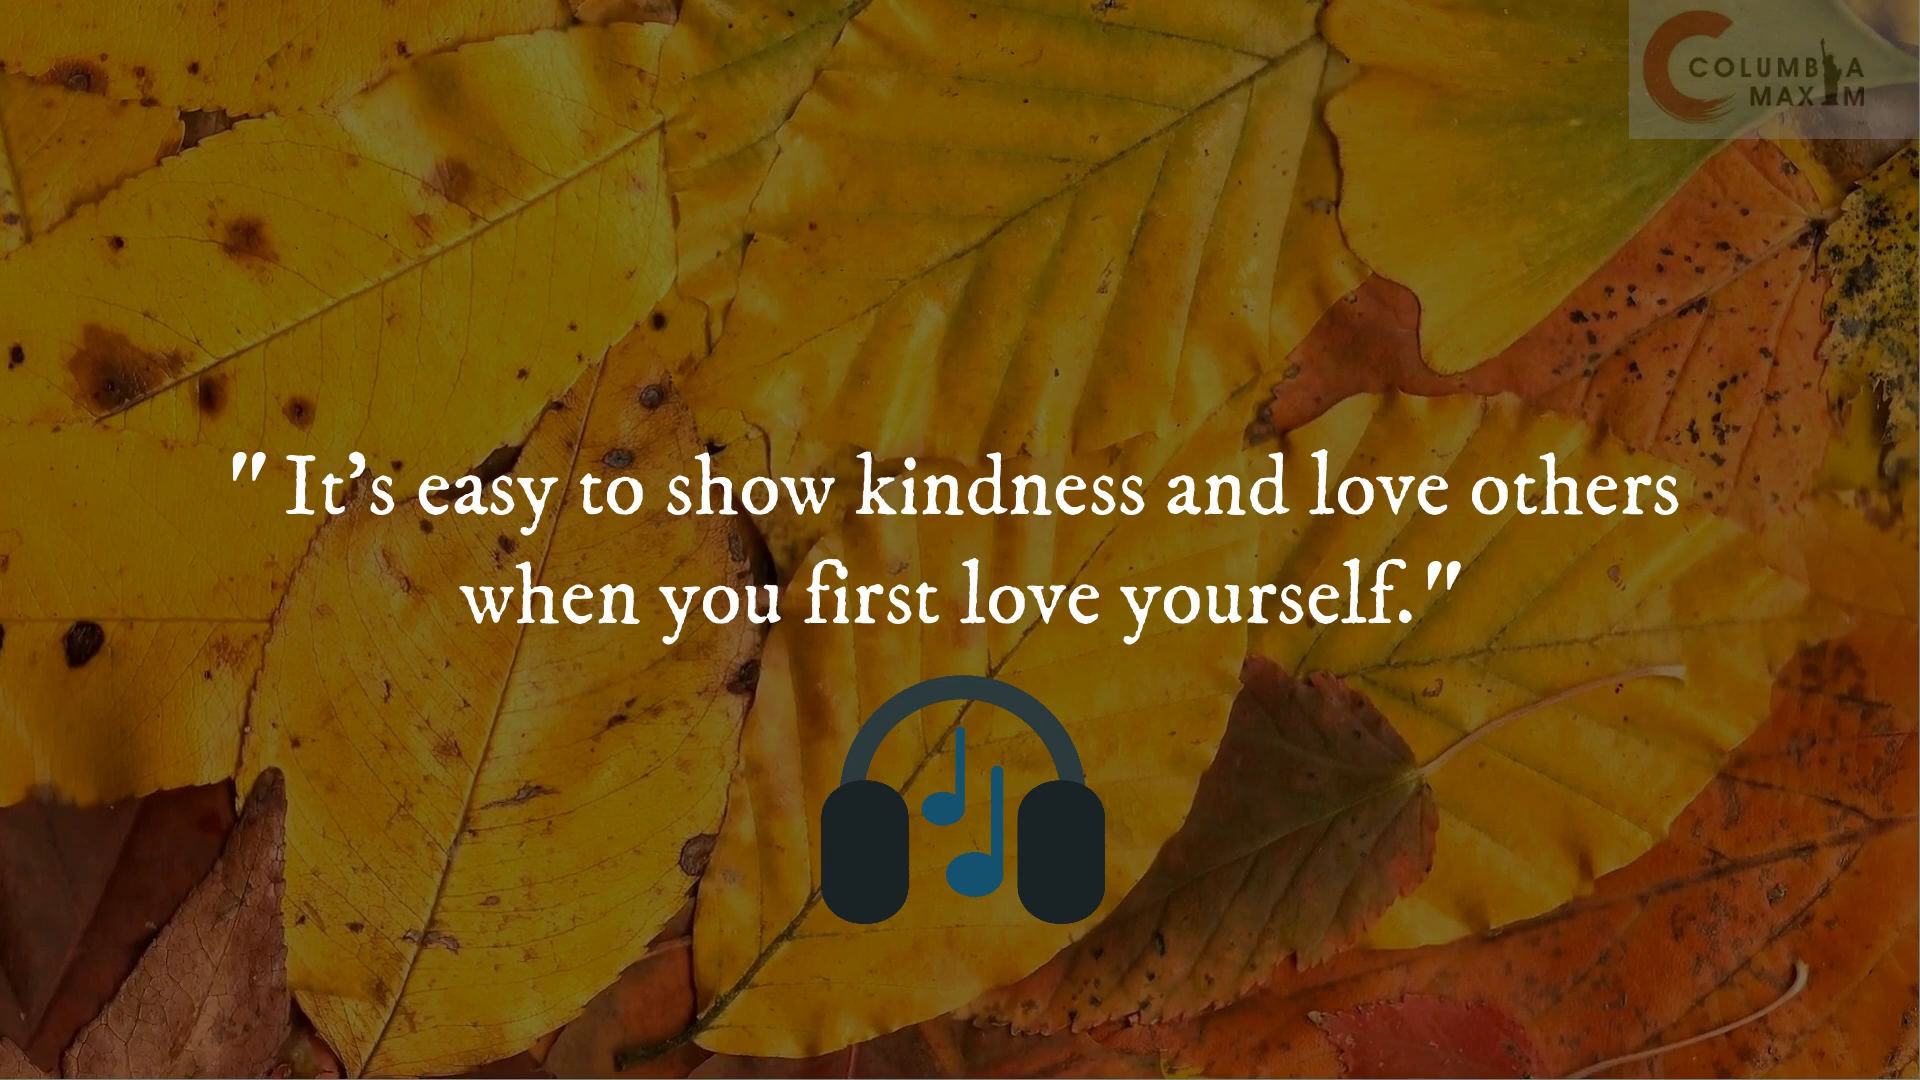 COLUMBIA
MAXIM
" It's easy to show kindness and love others
when you first love yourself. "